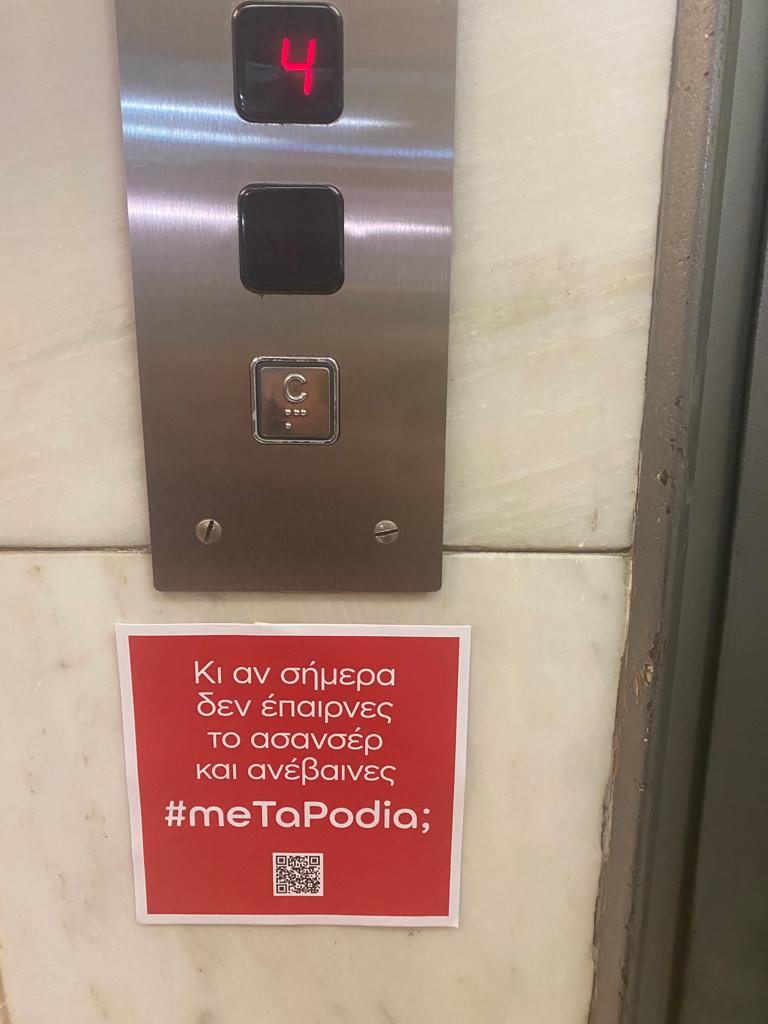 4
C
Κι αν σήμερα
δεν έπαιρνες
το ασανσέρ
και ανέβαινες
#meTaPodia;